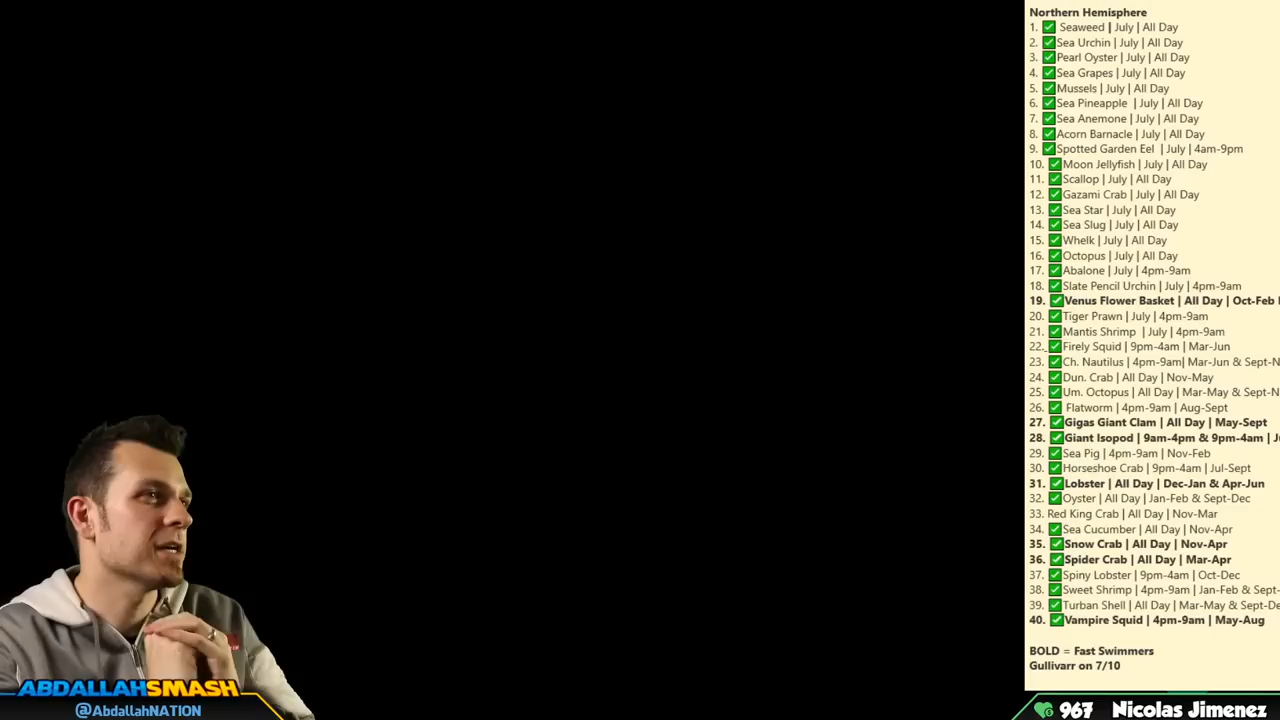 Northern Hemisphere
1. ✅ Seaweed | July | All Day
2. ✅Sea Urchin | July | All Day
3. ✅Pearl Oyster | July | All Day
4. ✅Sea Grapes | July | All Day
5. ✅Mussels | July | All Day
6. ✅Sea Pineapple | July | All Day
7. ✅Sea Anemone | July | All Day
8. ✅Acorn Barnacle | July | All Day
9. ✅Spotted Garden Eel | July | 4am-9pm
10. ✅Moon Jellyfish | July | All Day
11. ✅Scallop | July | All Day
12. ✅Gazami Crab | July | All Day
13. ✅Sea Star | July | All Day
14. ✅Sea Slug | July | All Day
15. ✅Whelk | July | All Day
16. ✅Octopus | July | All Day
17. ✅Abalone | July | 4pm-9am
18. ✅Slate Pencil Urchin | July | 4pm-9am
19. ✅Venus Flower Basket | All Day | Oct-Feb
20. ✅Tiger Prawn | July | 4pm-9am
21. ✅Mantis Shrimp | July | 4pm-9am
22. ✅Firely Squid | 9pm-4am | Mar-Jun
23. ✅Ch. Nautilus | 4pm-9am| Mar-Jun & Sept-N
24. ✅Dun. Crab | All Day | Nov-May
25. ✅Um. Octopus | All Day | Mar-May & Sept-N
26. ✅ Flatworm | 4pm-9am | Aug-Sept
27. ✅Gigas Giant Clam | All Day | May-Sept
28. ✅Giant Isopod | 9am-4pm & 9pm-4am | Ju
29. ✅Sea Pig | 4pm-9am | Nov-Feb
30. ✅Horseshoe Crab | 9pm-4am | Jul-Sept
31. ✅Lobster | All Day | Dec-Jan & Apr-Jun
32. ✅Oyster | All Day | Jan-Feb & Sept-Dec
33. Red King Crab | All Day | Nov-Mar
34. ✅Sea Cucumber | All Day | Nov-Apr
35. ✅Snow Crab | All Day | Nov-Apr
36. ✅Spider Crab | All Day | Mar-Apr
37. ✅Spiny Lobster | 9pm-4am | Oct-Dec
38. ✅Sweet Shrimp | 4pm-9am | Jan-Feb & Sept-
39. ✅Turban Shell | All Day | Mar-May & Sept-De
40. ✅Vampire Squid | 4pm-9am | May-Aug
BOLD = Fast Swimmers
Gullivarr on 7/10
ABDALLAHSMASH
@AbdallahNATION
967 Nicolas Jimenez